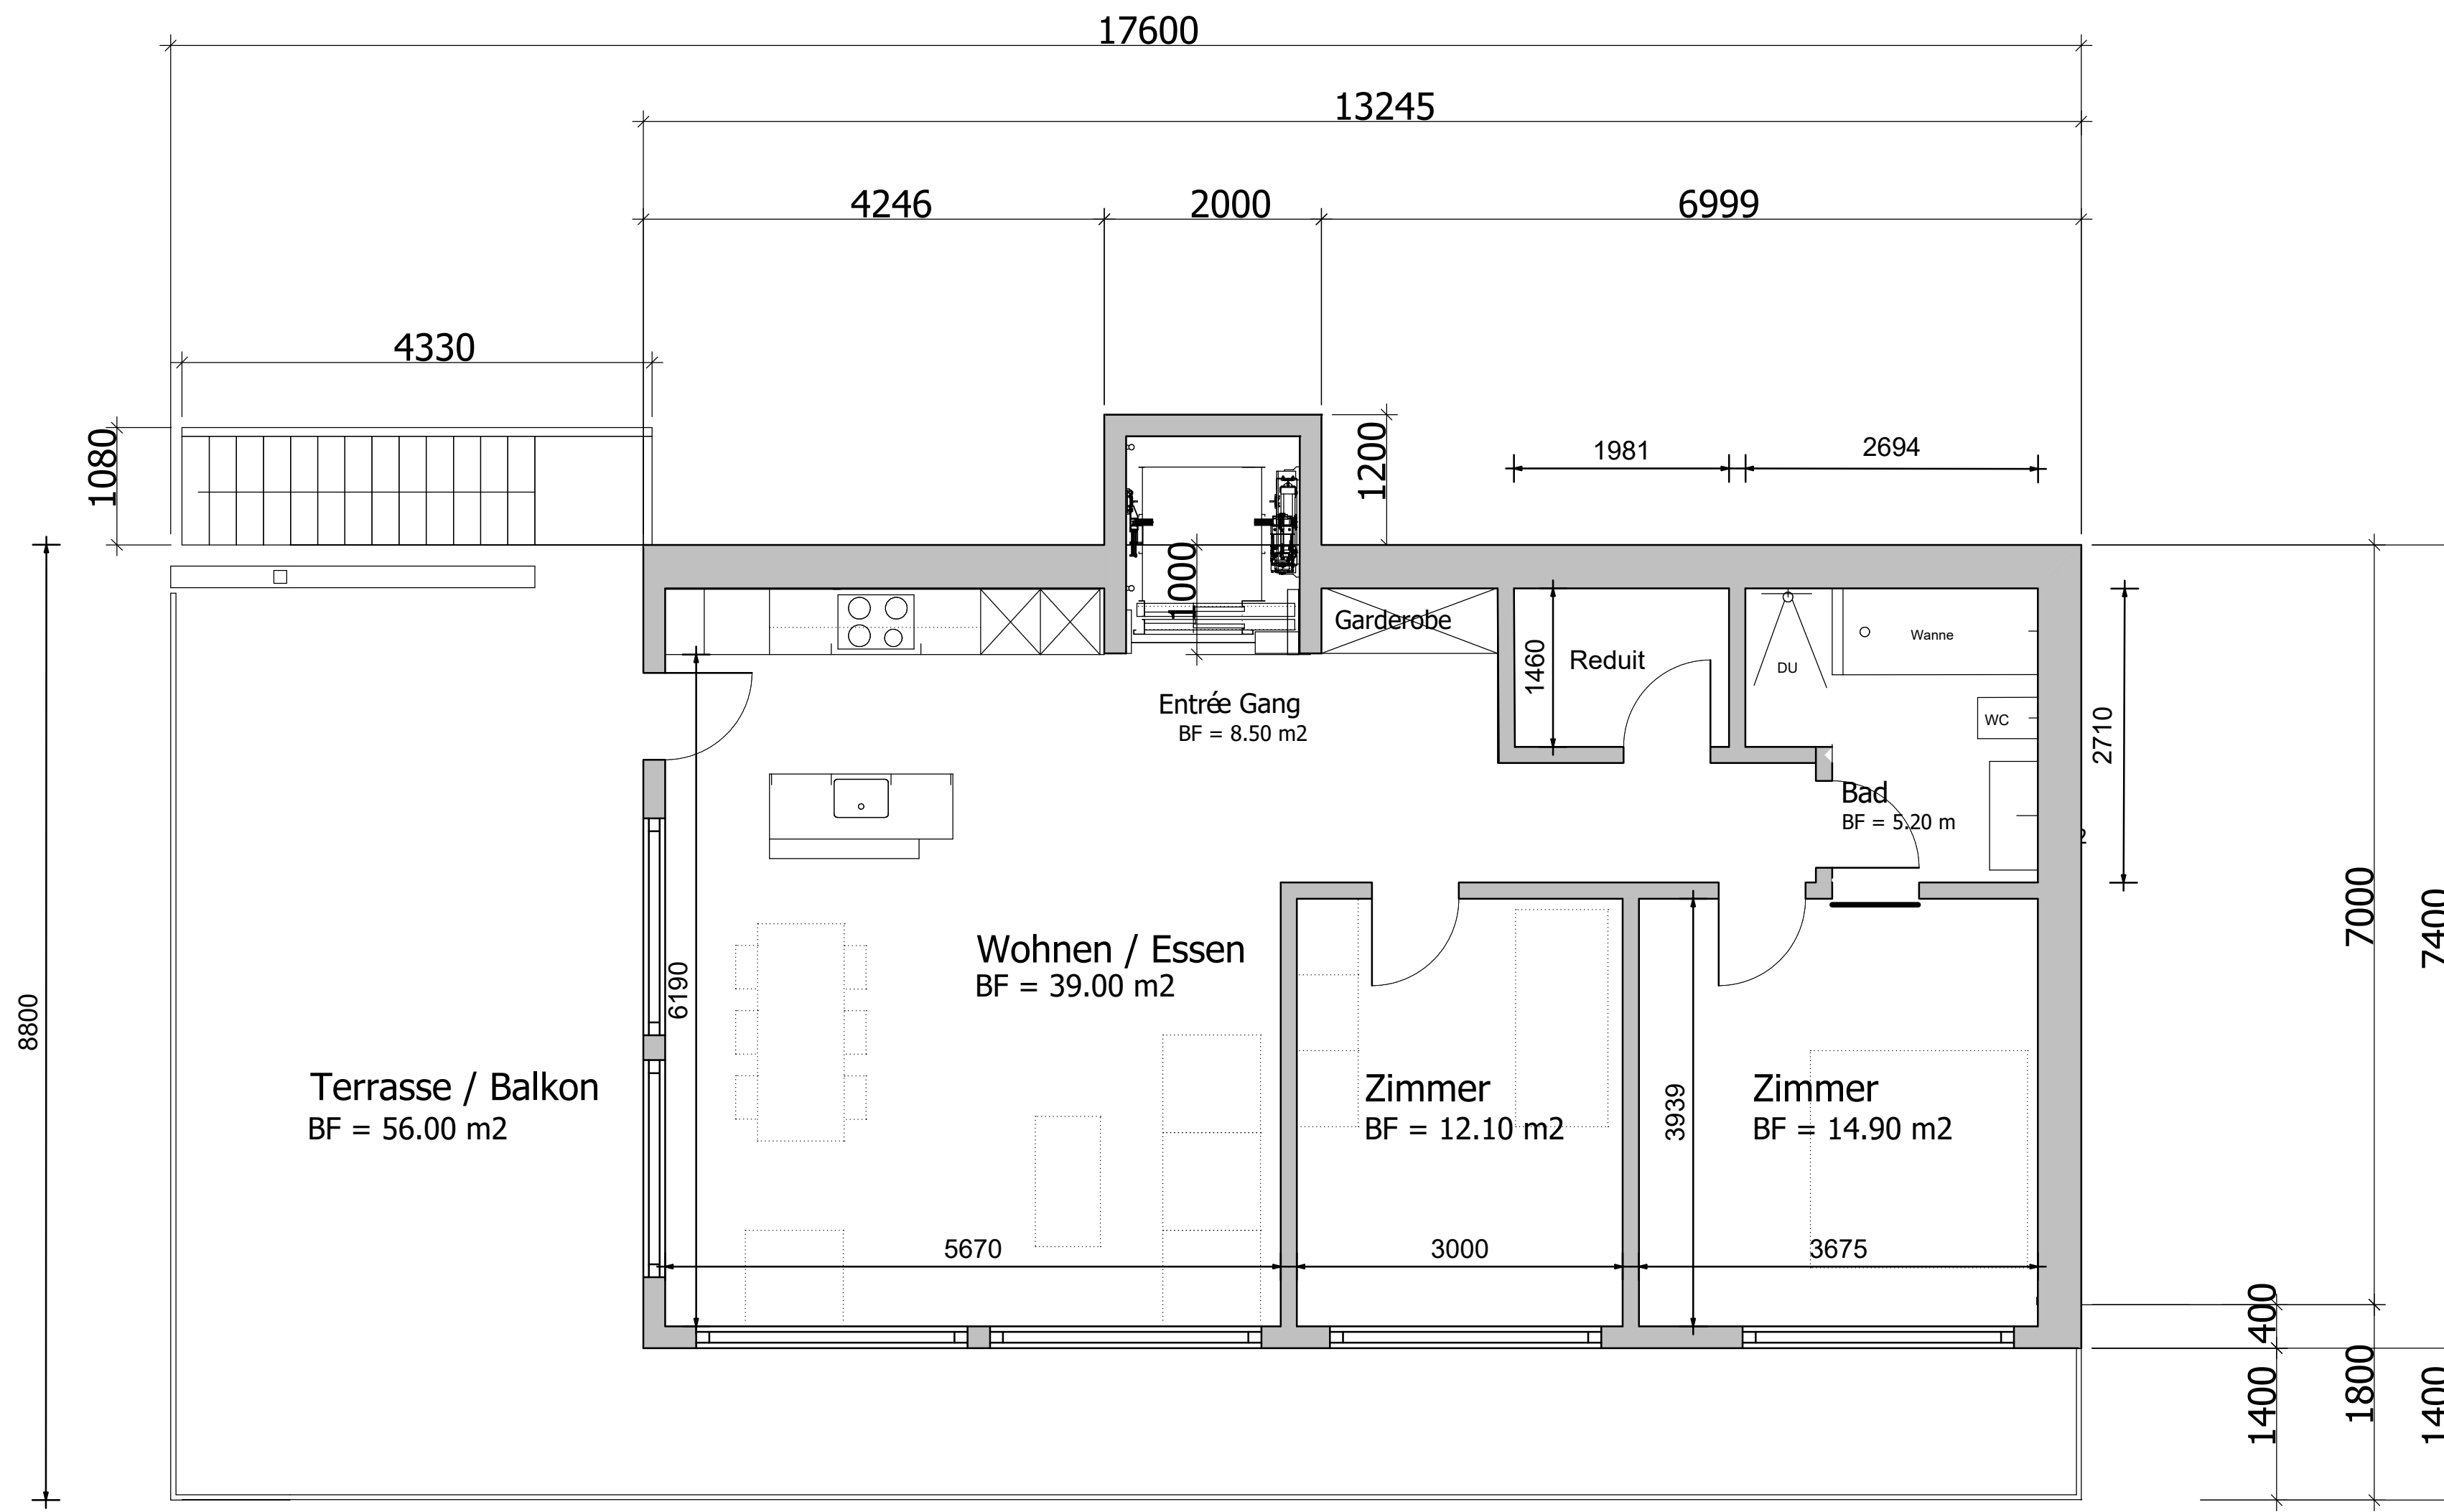 17600
13245
4246
2000
6999
4330
1080
1200
1981
2694
1000
Garderobe
1460
Reduit
Wanne
DU
WC
Entrée Gang
BF = 8.50 m2
2710
Bad
BF = 5.20 m
7000
7400
8800
6190
Wohnen / Essen
BF = 39.00 m2
Terrasse / Balkon
BF = 56.00 m2
Zimmer
BF = 12.10 m2
3939
Zimmer
BF = 14.90 m2
5670
3000
3675
400
1400
1800
1400